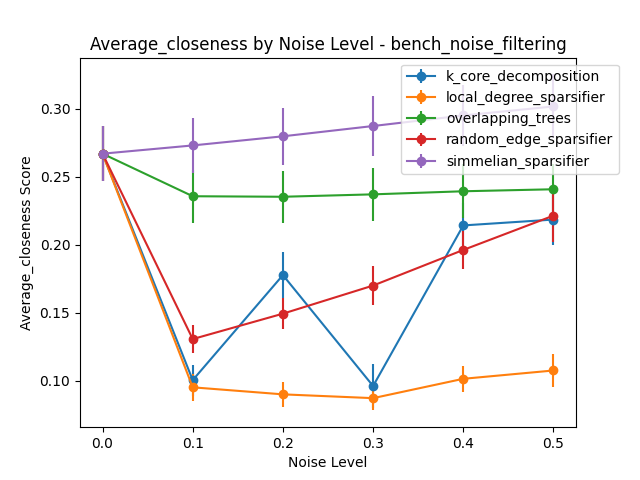 Average_closeness by Noise Level - bench_noise_filtering
k_core_decomposition
local_degree_sparsifier
overlapping_trees
random_edge_sparsifier
simmelian_sparsifier
Average_closeness Score
0.30
0.25
0.20
0.15
0.10
0.0 0.1 0.2 0.3 0.4 0.5
Noise Level